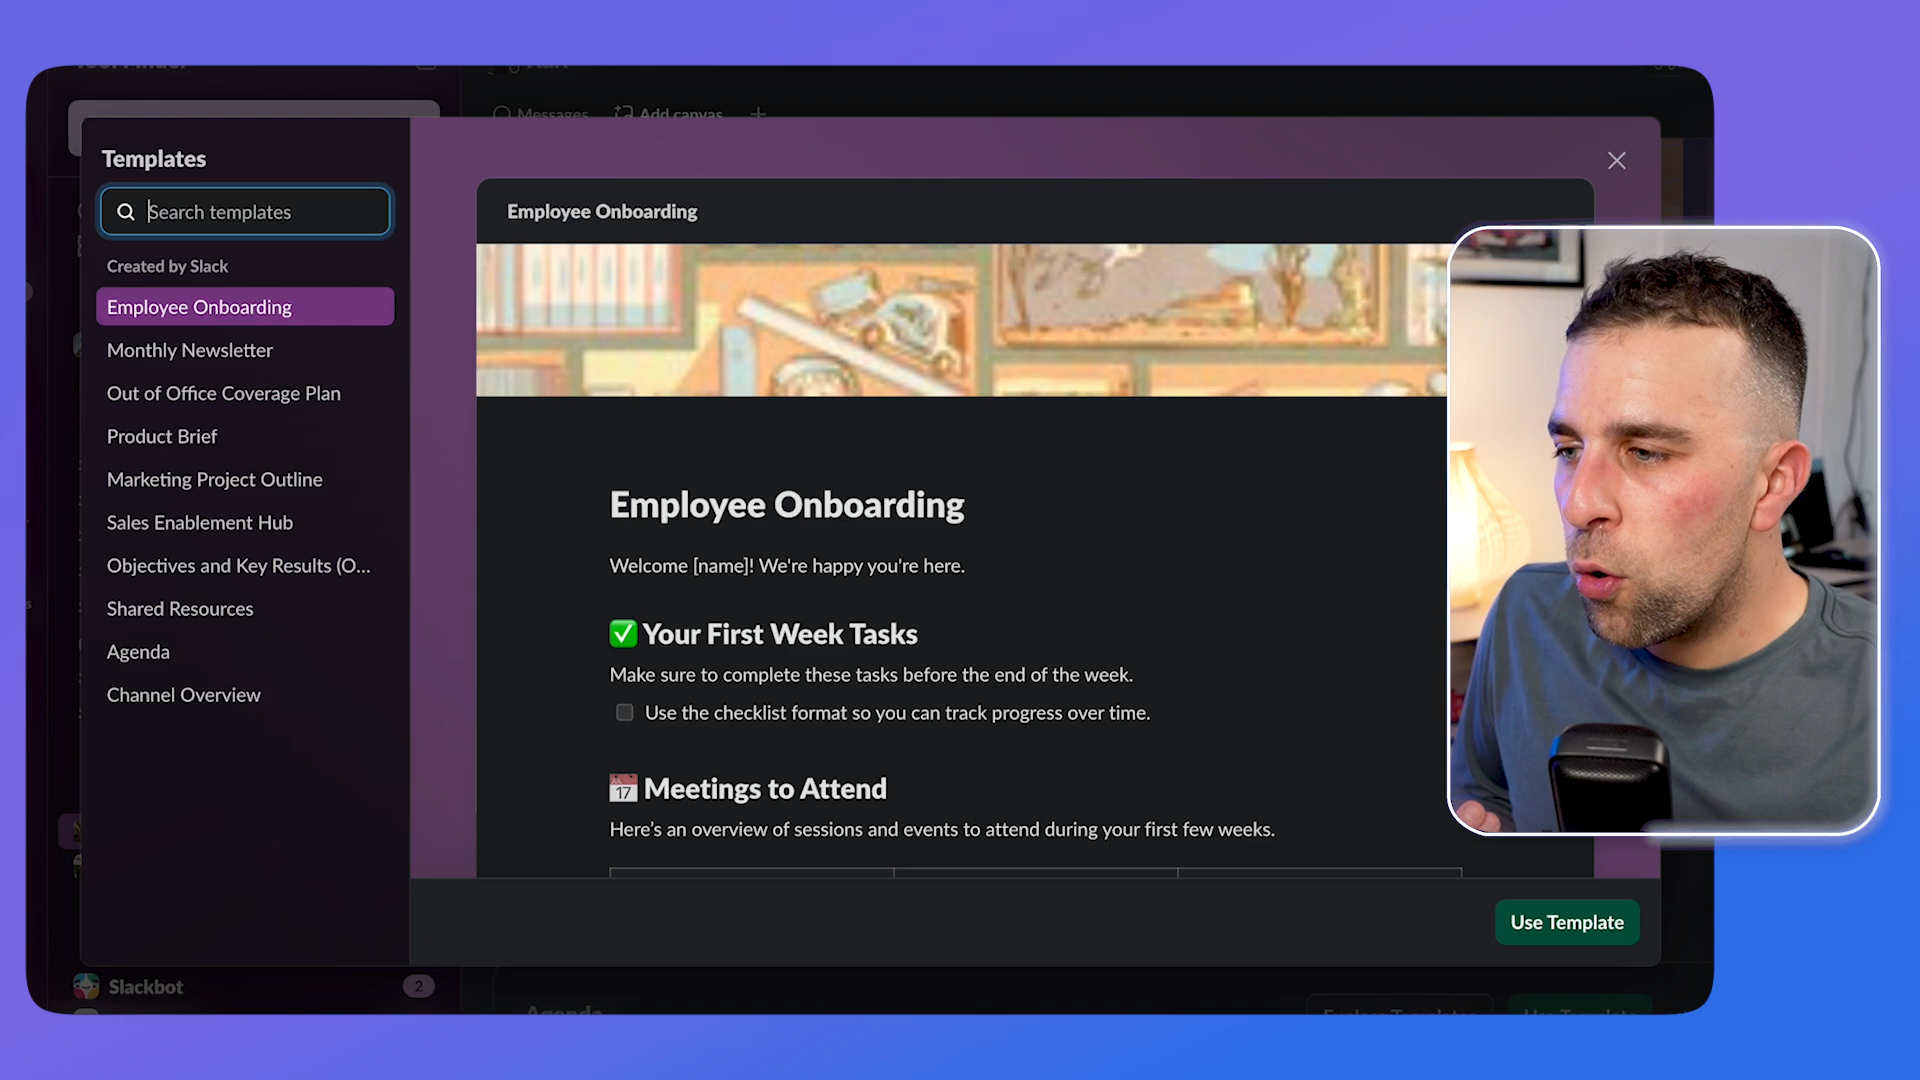 Messages
Add canvas
Templates
Search templates
Created by Slack
Employee Onboarding
Monthly Newsletter
Out of Office Coverage Plan
Product Brief
Marketing Project Outline
Sales Enablement Hub
Objectives and Key Results (O...
Shared Resources
Agenda
Channel Overview
Employee Onboarding
Employee Onboarding
Welcome [name]! We're happy you're here.
✅ Your First Week Tasks
Make sure to complete these tasks before the end of the week.
Use the checklist format so you can track progress over time.
17
Meetings to Attend
Here's an overview of sessions and events to attend during your first few weeks.
Use Template
Slackbot
2
Agenda